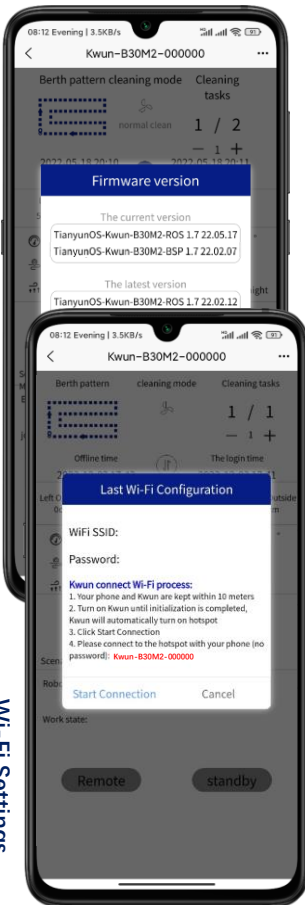 08:12 Evening | 3.5KB/s
91
Kwun-B30M2-000000
Berth pattern cleaning mode Cleaning
tasks
normal clean
1 / 2
— 1 +
2022-05-18 20:11
Firmware version
The current version
TianyunOS-Kwun-B30M2-ROS 1.7 22.05.17
TianyunOS-Kwun-B30M2-BSP 1.7 22.02.07
The latest version
TianyunOS-Kwun-B30M2-ROS 1.7 22.02.12
08:12 Evening | 3.5KB/s
91
Kwun-B30M2-000000
Berth pattern cleaning mode Cleaning tasks
1 / 1
— 1 +
Offline time The login time
Last Wi-Fi Configuration
WiFi SSID:
Password:
Kwun connect Wi-Fi process:
1. Your phone and Kwun are kept within 10 meters
2. Turn on Kwun until initialization is completed,
Kwun will automatically turn on hotspot
3. Click Start Connection
4. Please connect to the hotspot with your phone (no
password): Kwun-B30M2-000000
Start Connection Cancel
Work state:
Remote standby
Wi-Fi Settings